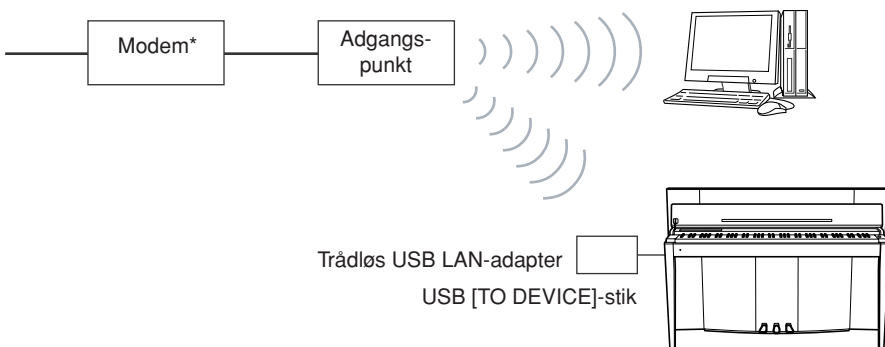 Modem*
Adgangs-
punkt
Trådløs USB LAN-adapter
USB [TO DEVICE]-stik